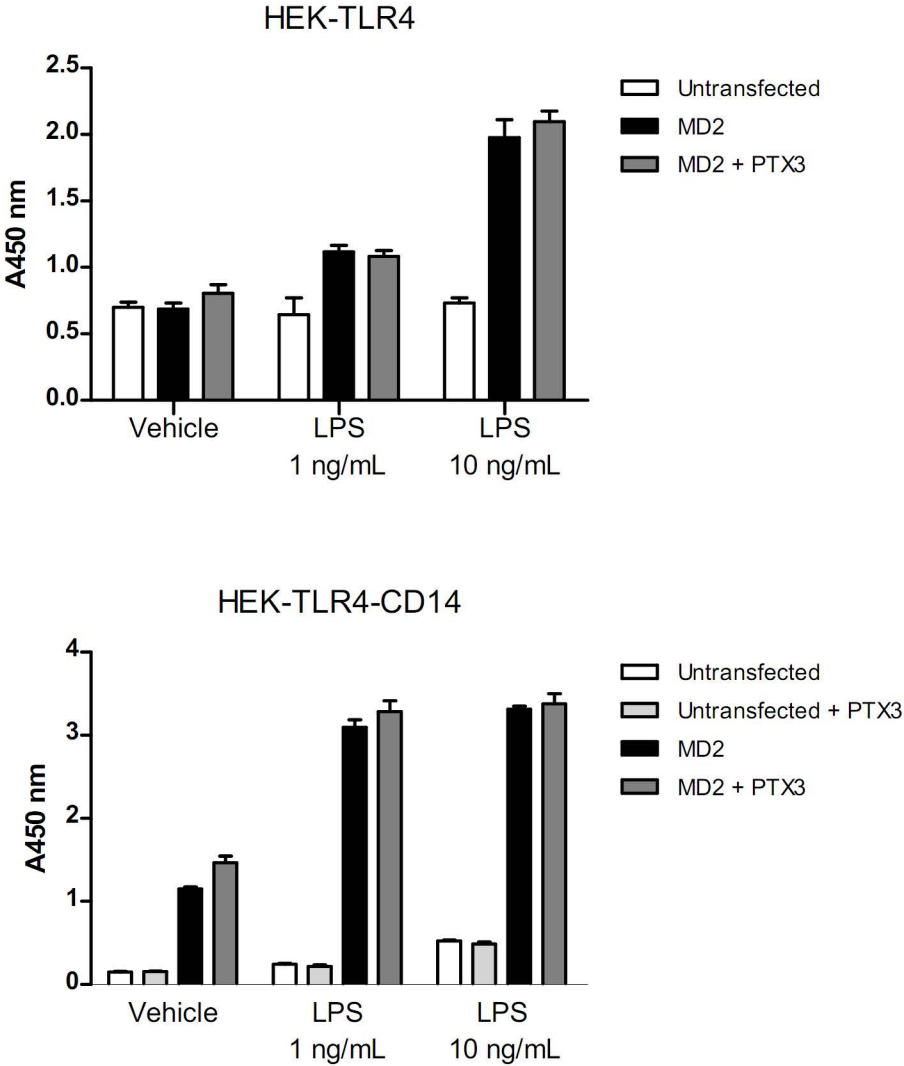 HEK-TLR4
2.5
2.0
1.5
1.0
0.5
0.0
A450 nm
Vehicle
LPS
1 ng/mL
LPS
10 ng/mL
Untransfected
MD2
MD2 + PTX3
HEK-TLR4-CD14
4
3
2
1
0
A450 nm
Vehicle
LPS
1 ng/mL
LPS
10 ng/mL
Untransfected
Untransfected + PTX3
MD2
MD2 + PTX3